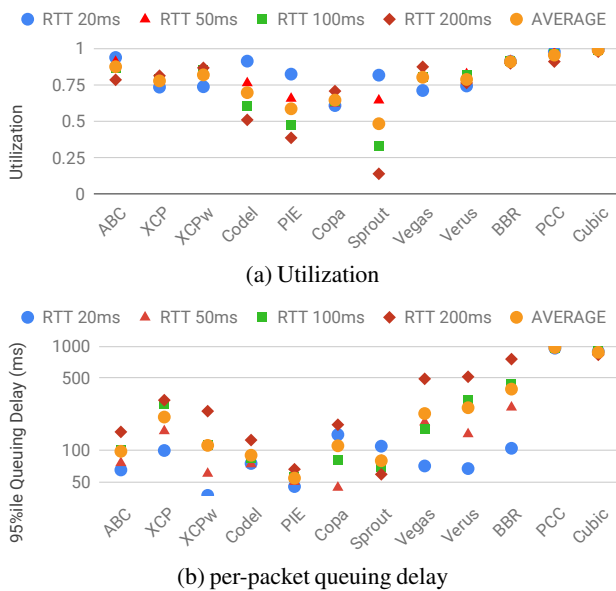 RTT 20ms RTT 50ms RTT 100ms RTT 200ms AVERAGE
1
0.75
0.5
0.25
0
Utilization
ABC XCP XCPw Codel PIE Copa Sprout Vegas Verus BBR PCC Cubic
(a) Utilization
RTT 20ms RTT 50ms RTT 100ms RTT 200ms AVERAGE
1000
500
100
50
95%ile Queuing Delay (ms)
ABC XCP XCPw Codel PIE Copa Sprout Vegas Verus BBR PCC Cubic
(b) per-packet queuing delay